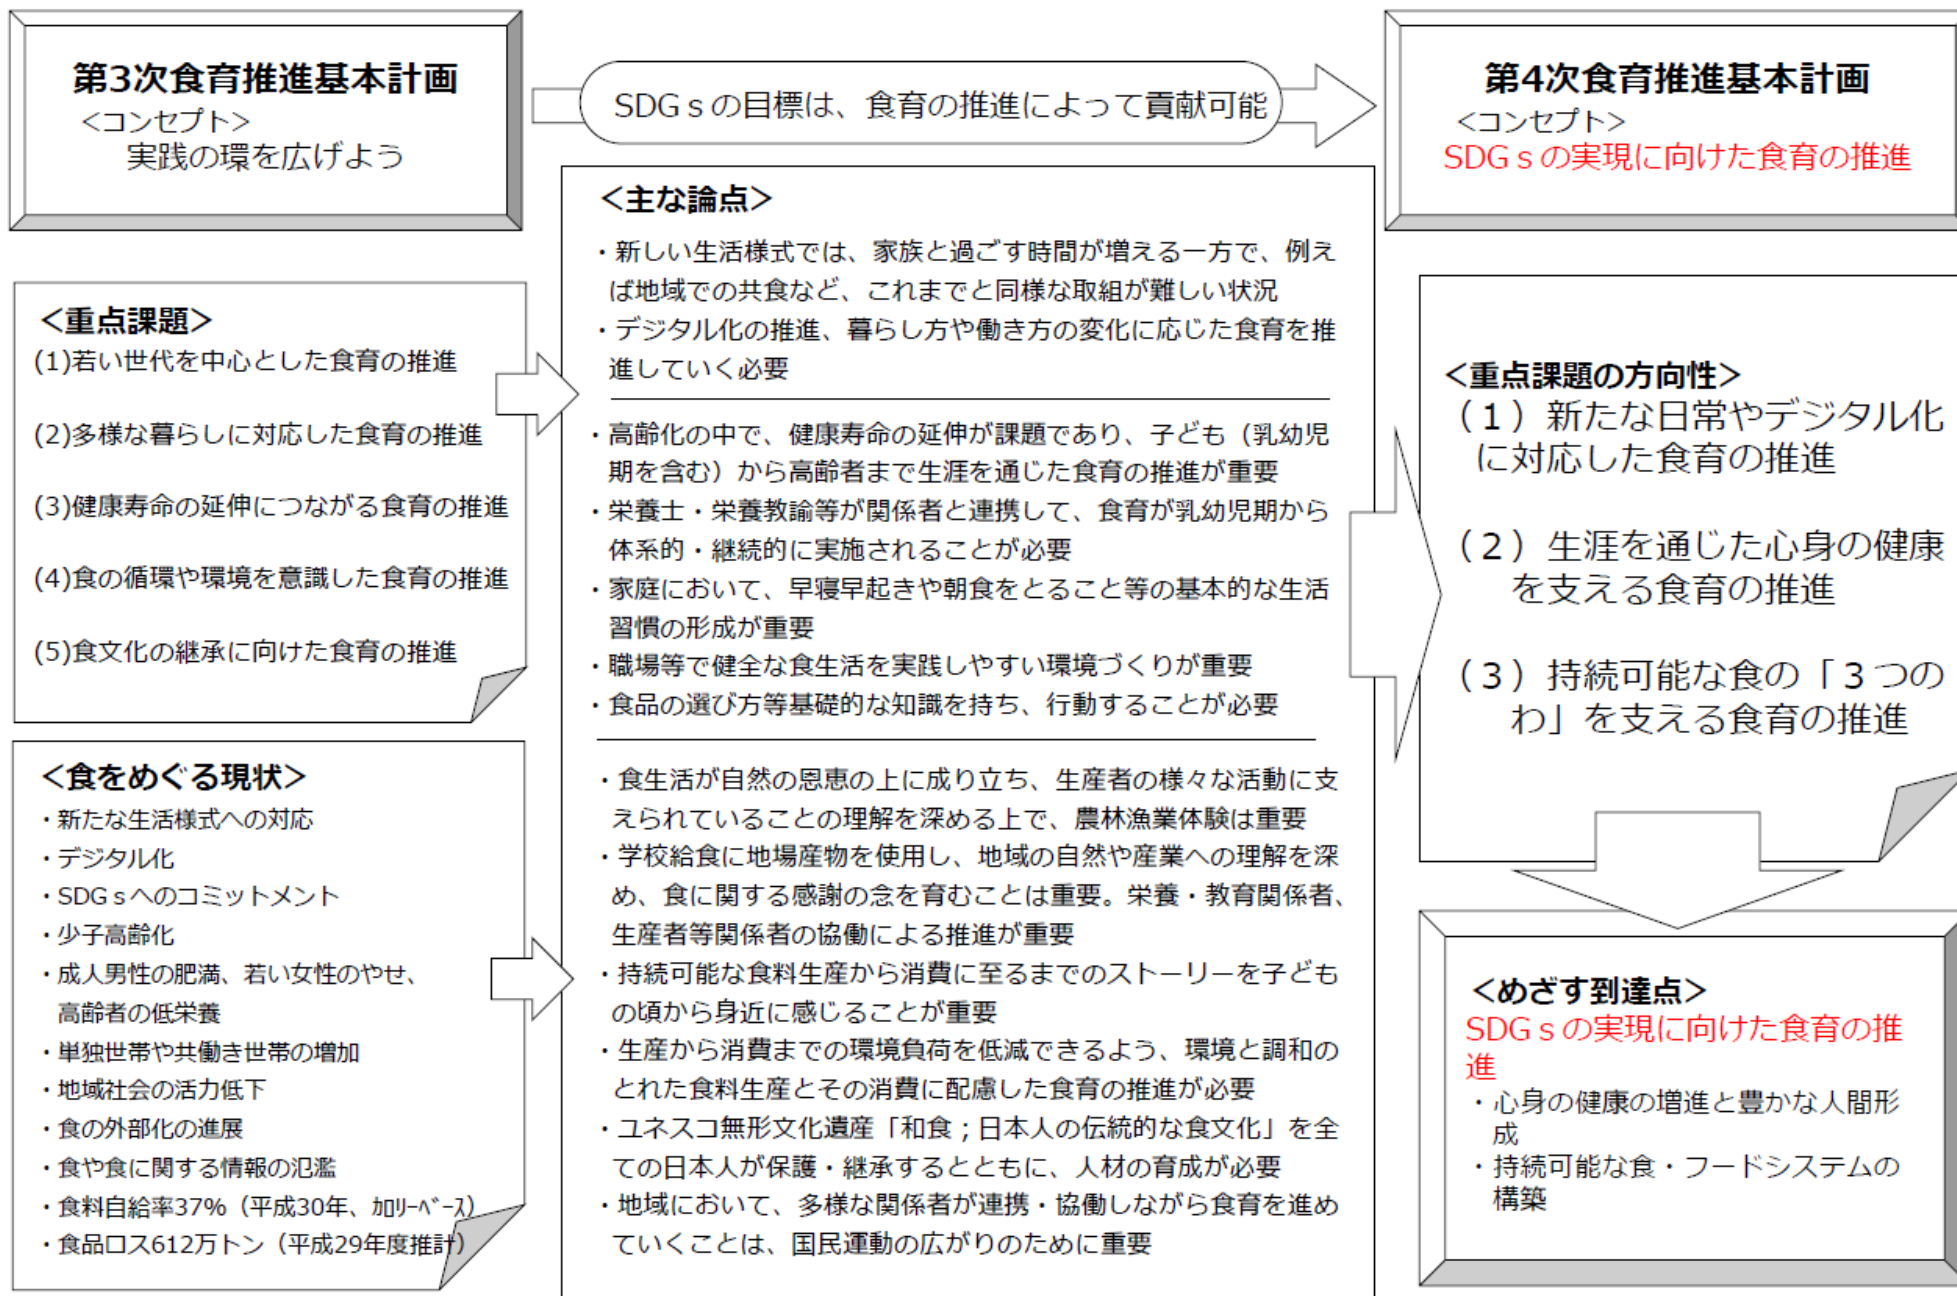 第3次食育推進基本計画
＜コンセプト＞
実践の環を広げよう
SDGｓの目標は、食育の推進によって貢献可能
第4次食育推進基本計画
＜コンセプト＞
SDGｓの実現に向けた食育の推進
＜重点課題＞
(1)若い世代を中心とした食育の推進
(2)多様な暮らしに対応した食育の推進
(3)健康寿命の延伸につながる食育の推進
(4)食の循環や環境を意識した食育の推進
(5)食文化の継承に向けた食育の推進
＜食をめぐる現状＞
・新たな生活様式への対応
・デジタル化
・SDGｓへのコミットメント
・少子高齢化
・成人男性の肥満、若い女性のやせ、
高齢者の低栄養
・単独世帯や共働き世帯の増加
・地域社会の活力低下
・食の外部化の進展
・食や食に関する情報の氾濫
・食料自給率37%（平成30年、ｶﾛﾘｰﾍﾞｰｽ）
・食品ロス612万トン（平成29年度推計）
＜主な論点＞
・新しい生活様式では、家族と過ごす時間が増える一方で、例え
ば地域での共食など、これまでと同様な取組が難しい状況
・デジタル化の推進、暮らし方や働き方の変化に応じた食育を推
進していく必要
・高齢化の中で、健康寿命の延伸が課題であり、子ども（乳幼児
期を含む）から高齢者まで生涯を通じた食育の推進が重要
・栄養士・栄養教諭等が関係者と連携して、食育が乳幼児期から
体系的・継続的に実施されることが必要
・家庭において、早寝早起きや朝食をとること等の基本的な生活
習慣の形成が重要
・職場等で健全な食生活を実践しやすい環境づくりが重要
・食品の選び方等基礎的な知識を持ち、行動することが必要
・食生活が自然の恩恵の上に成り立ち、生産者の様々な活動に支
えられていることの理解を深める上で、農林漁業体験は重要
・学校給食に地場産物を使用し、地域の自然や産業への理解を深
め、食に関する感謝の念を育むことは重要。栄養・教育関係者、
生産者等関係者の協働による推進が重要
・持続可能な食料生産から消費に至るまでのストーリーを子ども
の頃から身近に感じることが重要
・生産から消費までの環境負荷を低減できるよう、環境と調和の
とれた食料生産とその消費に配慮した食育の推進が必要
・ユネスコ無形文化遺産「和食；日本人の伝統的な食文化」を全
ての日本人が保護・継承するとともに、人材の育成が必要
・地域において、多様な関係者が連携・協働しながら食育を進め
ていくことは、国民運動の広がりのために重要
＜重点課題の方向性＞
（１）新たな日常やデジタル化
に対応した食育の推進
（２）生涯を通じた心身の健康
を支える食育の推進
（３）持続可能な食の「３つの
わ」を支える食育の推進
＜めざす到達点＞
SDGｓの実現に向けた食育の推
進
・心身の健康の増進と豊かな人間形
成
・持続可能な食・フードシステムの
構築